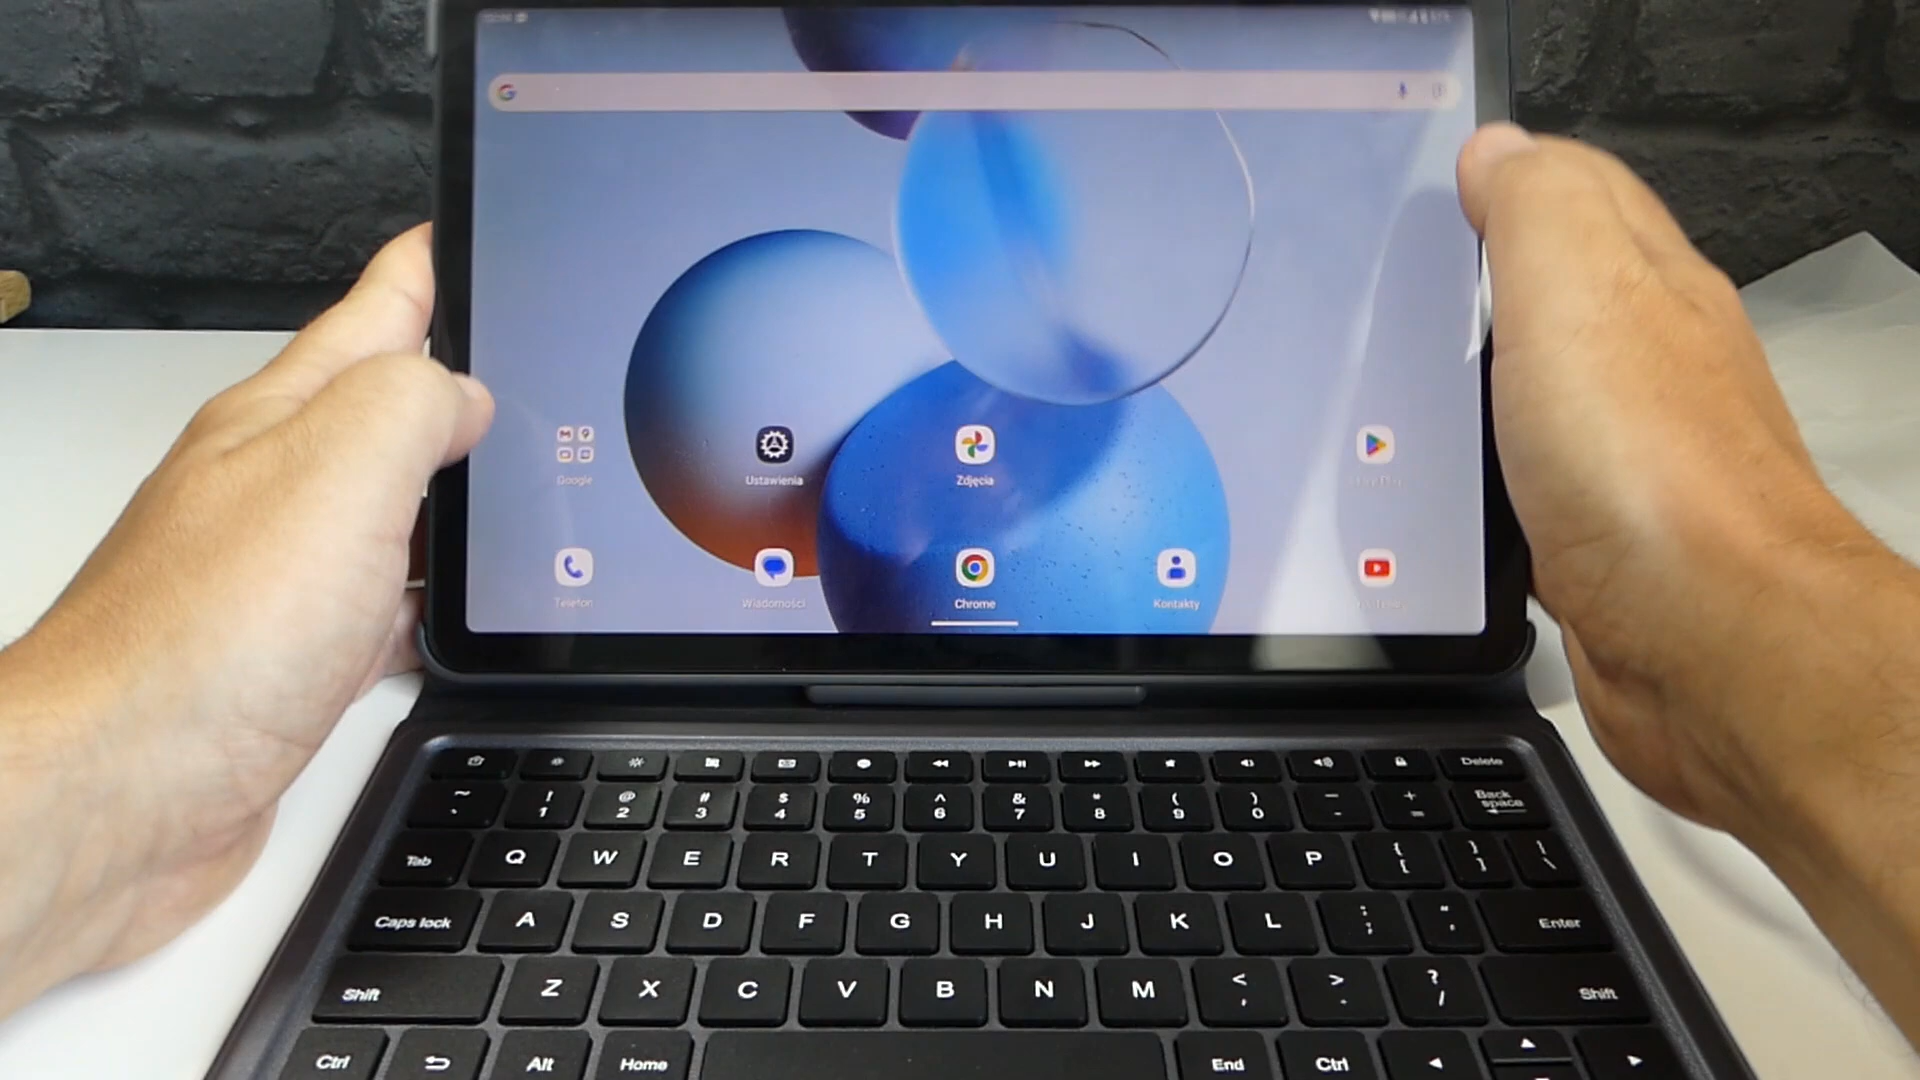 Google Ustawienia Zdjęcia
Telefon Wiadomości Chrome Kontakty
Delete
~ ! @ # $ % ^ & * ( ) _ + Back
` 1 2 3 4 5 6 7 8 9 0 - = space
Tab Q W E R T Y U I O P { [ } ] | \
Caps lock A S D F G H J K L : ; " ' Enter
Shift Z X C V B N M < , > . ? / Shift
Ctrl Alt Home End Ctrl